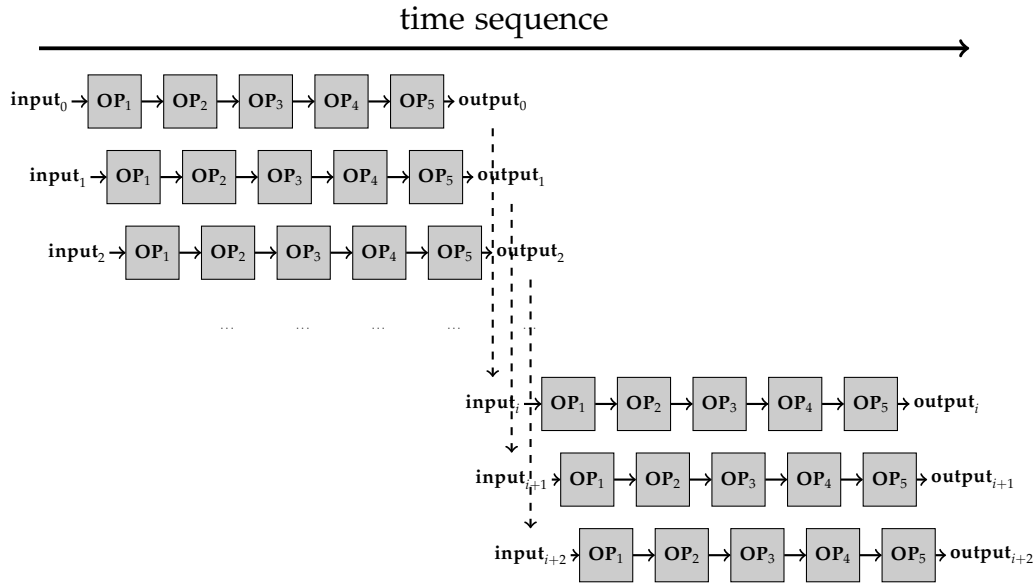 time sequence
input₀ OP₁ OP₂ OP₃ OP₄ OP₅ output₀
input₁ OP₁ OP₂ OP₃ OP₄ OP₅ output₁
input₂ OP₁ OP₂ OP₃ OP₄ OP₅ output₂
... ... ... ... ...
inputᵢ OP₁ OP₂ OP₃ OP₄ OP₅ outputᵢ
inputᵢ₊₁ OP₁ OP₂ OP₃ OP₄ OP₅ outputᵢ₊₁
inputᵢ₊₂ OP₁ OP₂ OP₃ OP₄ OP₅ outputᵢ₊₂